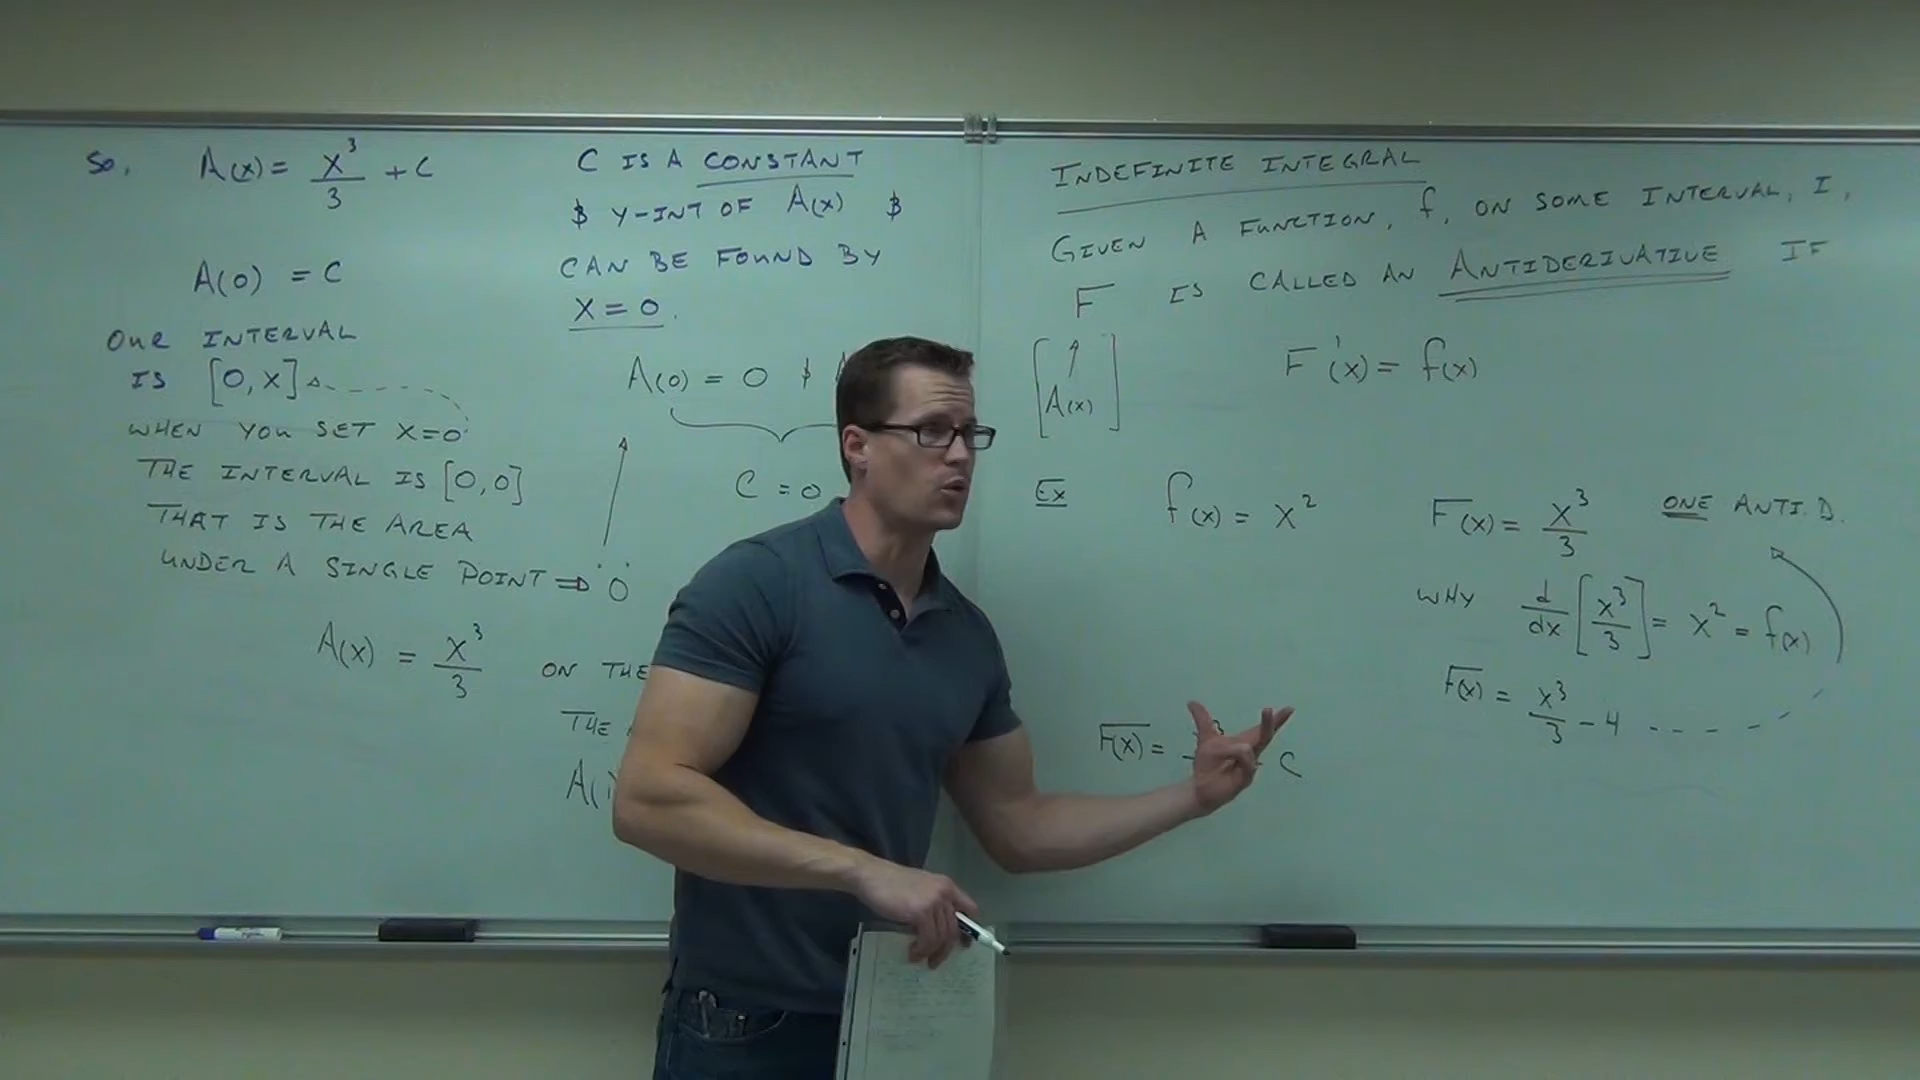 So, A(x) = x³/3 + C
A(0) = C
OUR INTERVAL
IS [0, x]
WHEN YOU SET X=0
THE INTERVAL IS [0,0]
THAT IS THE AREA
UNDER A SINGLE POINT ⇒ "0"
A(x) = x³/3 ON THE
THE
A(1
C IS A CONSTANT
$ Y-INT OF A(x) $
CAN BE FOUND BY
X = 0.
A(0) = 0 $
C = 0
INDEFINITE INTEGRAL
GIVEN A FUNCTION, f, ON SOME INTERVAL, I,
F IS CALLED AN ANTIDERIVATIVE IF
[A(x)]
F'(x) = f(x)
Ex f(x) = x² F(x) = x³/3 ONE ANTI. D.
WHY d/dx [x³/3] = x² = f(x)
F(x) = x³/3 - 4
F(x) = C